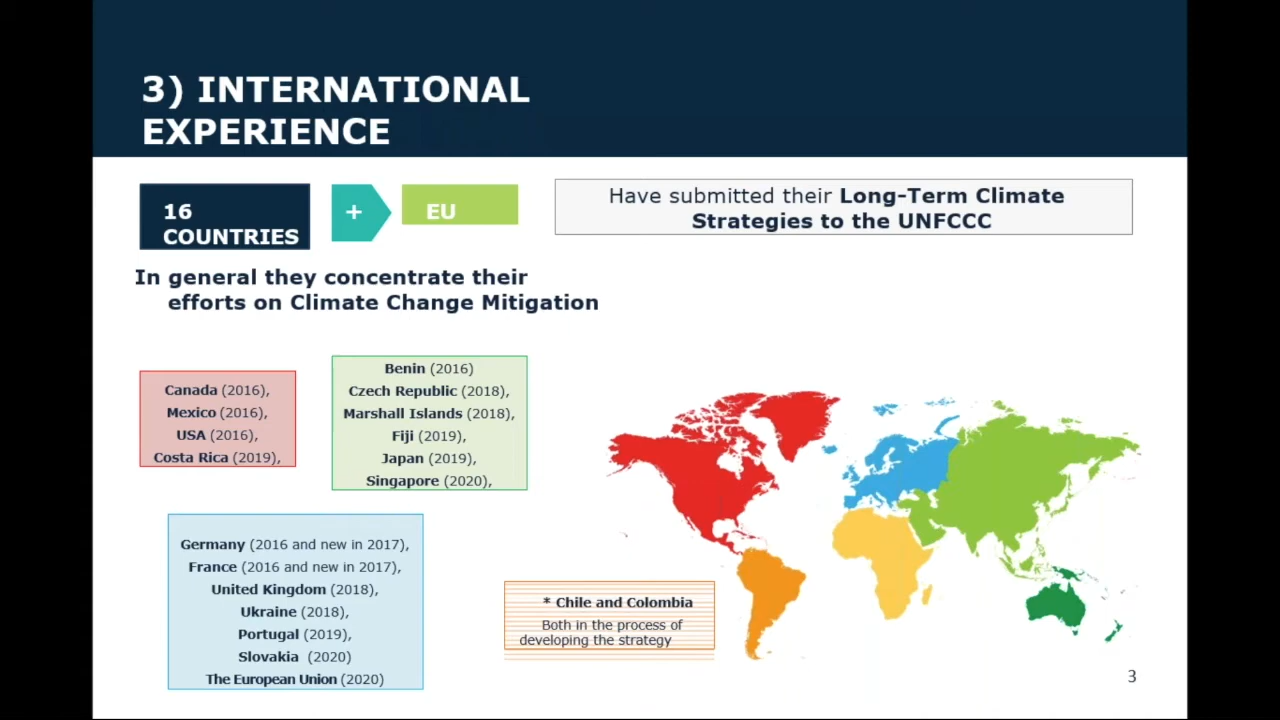 3) INTERNATIONAL
EXPERIENCE
16
COUNTRIES
+
EU
Have submitted their Long-Term Climate
Strategies to the UNFCCC
In general they concentrate their
efforts on Climate Change Mitigation
Canada (2016),
Mexico (2016),
USA (2016),
Costa Rica (2019),
Benin (2016)
Czech Republic (2018),
Marshall Islands (2018),
Fiji (2019),
Japan (2019),
Singapore (2020),
Germany (2016 and new in 2017),
France (2016 and new in 2017),
United Kingdom (2018),
Ukraine (2018),
Portugal (2019),
Slovakia (2020)
The European Union (2020)
* Chile and Colombia
Both in the process of
developing the strategy
3